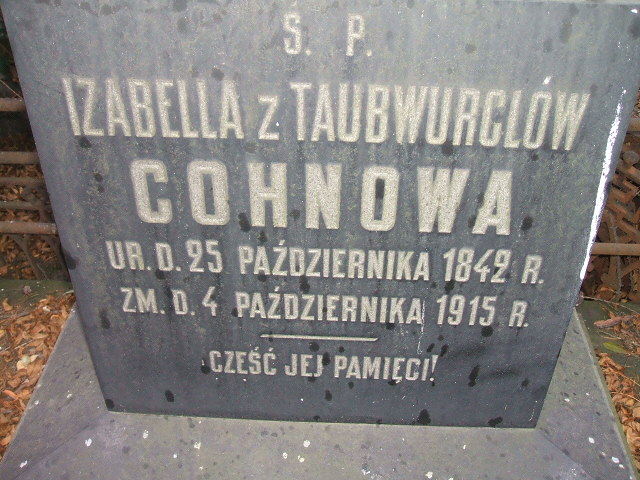 Ś. P.
IZABELLA z TAUBWURCLÓW
COHNOWA
UR. D. 25 PAŹDZIERNIKA 1842 R.
ZM. D. 4 PAŹDZIERNIKA 1915 R.
CZEŚĆ JEJ PAMIĘCI!